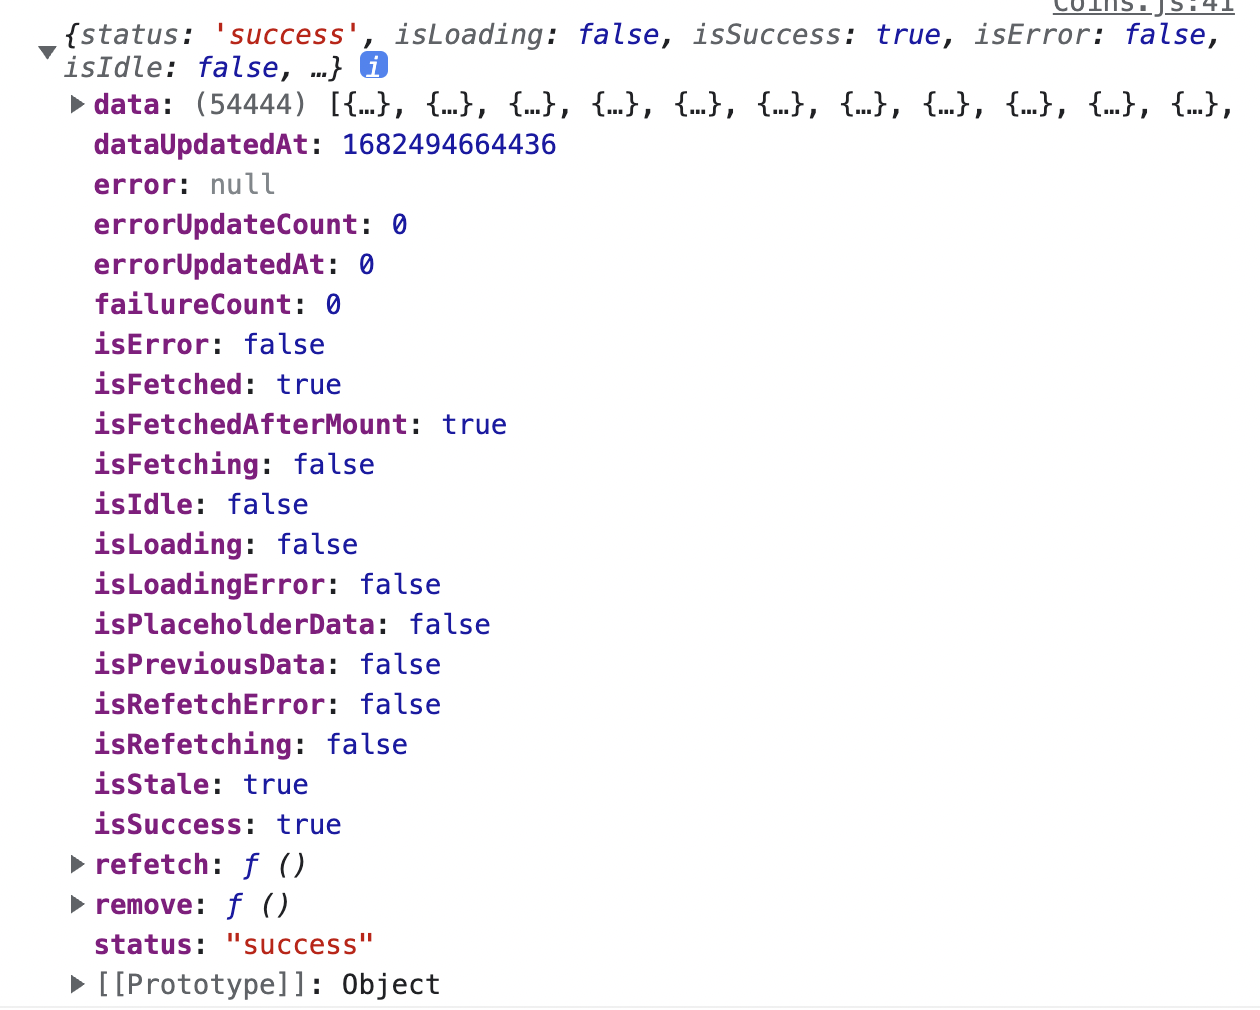 Coins.js:41
{status: 'success', isLoading: false, isSuccess: true, isError: false,
isIdle: false, …} i
data: (54444) [{…}, {…}, {…}, {…}, {…}, {…}, {…}, {…}, {…}, {…}, {…},
dataUpdatedAt: 1682494664436
error: null
errorUpdateCount: 0
errorUpdatedAt: 0
failureCount: 0
isError: false
isFetched: true
isFetchedAfterMount: true
isFetching: false
isIdle: false
isLoading: false
isLoadingError: false
isPlaceholderData: false
isPreviousData: false
isRefetchError: false
isRefetching: false
isStale: true
isSuccess: true
refetch: ƒ ()
remove: ƒ ()
status: "success"
[[Prototype]]: Object